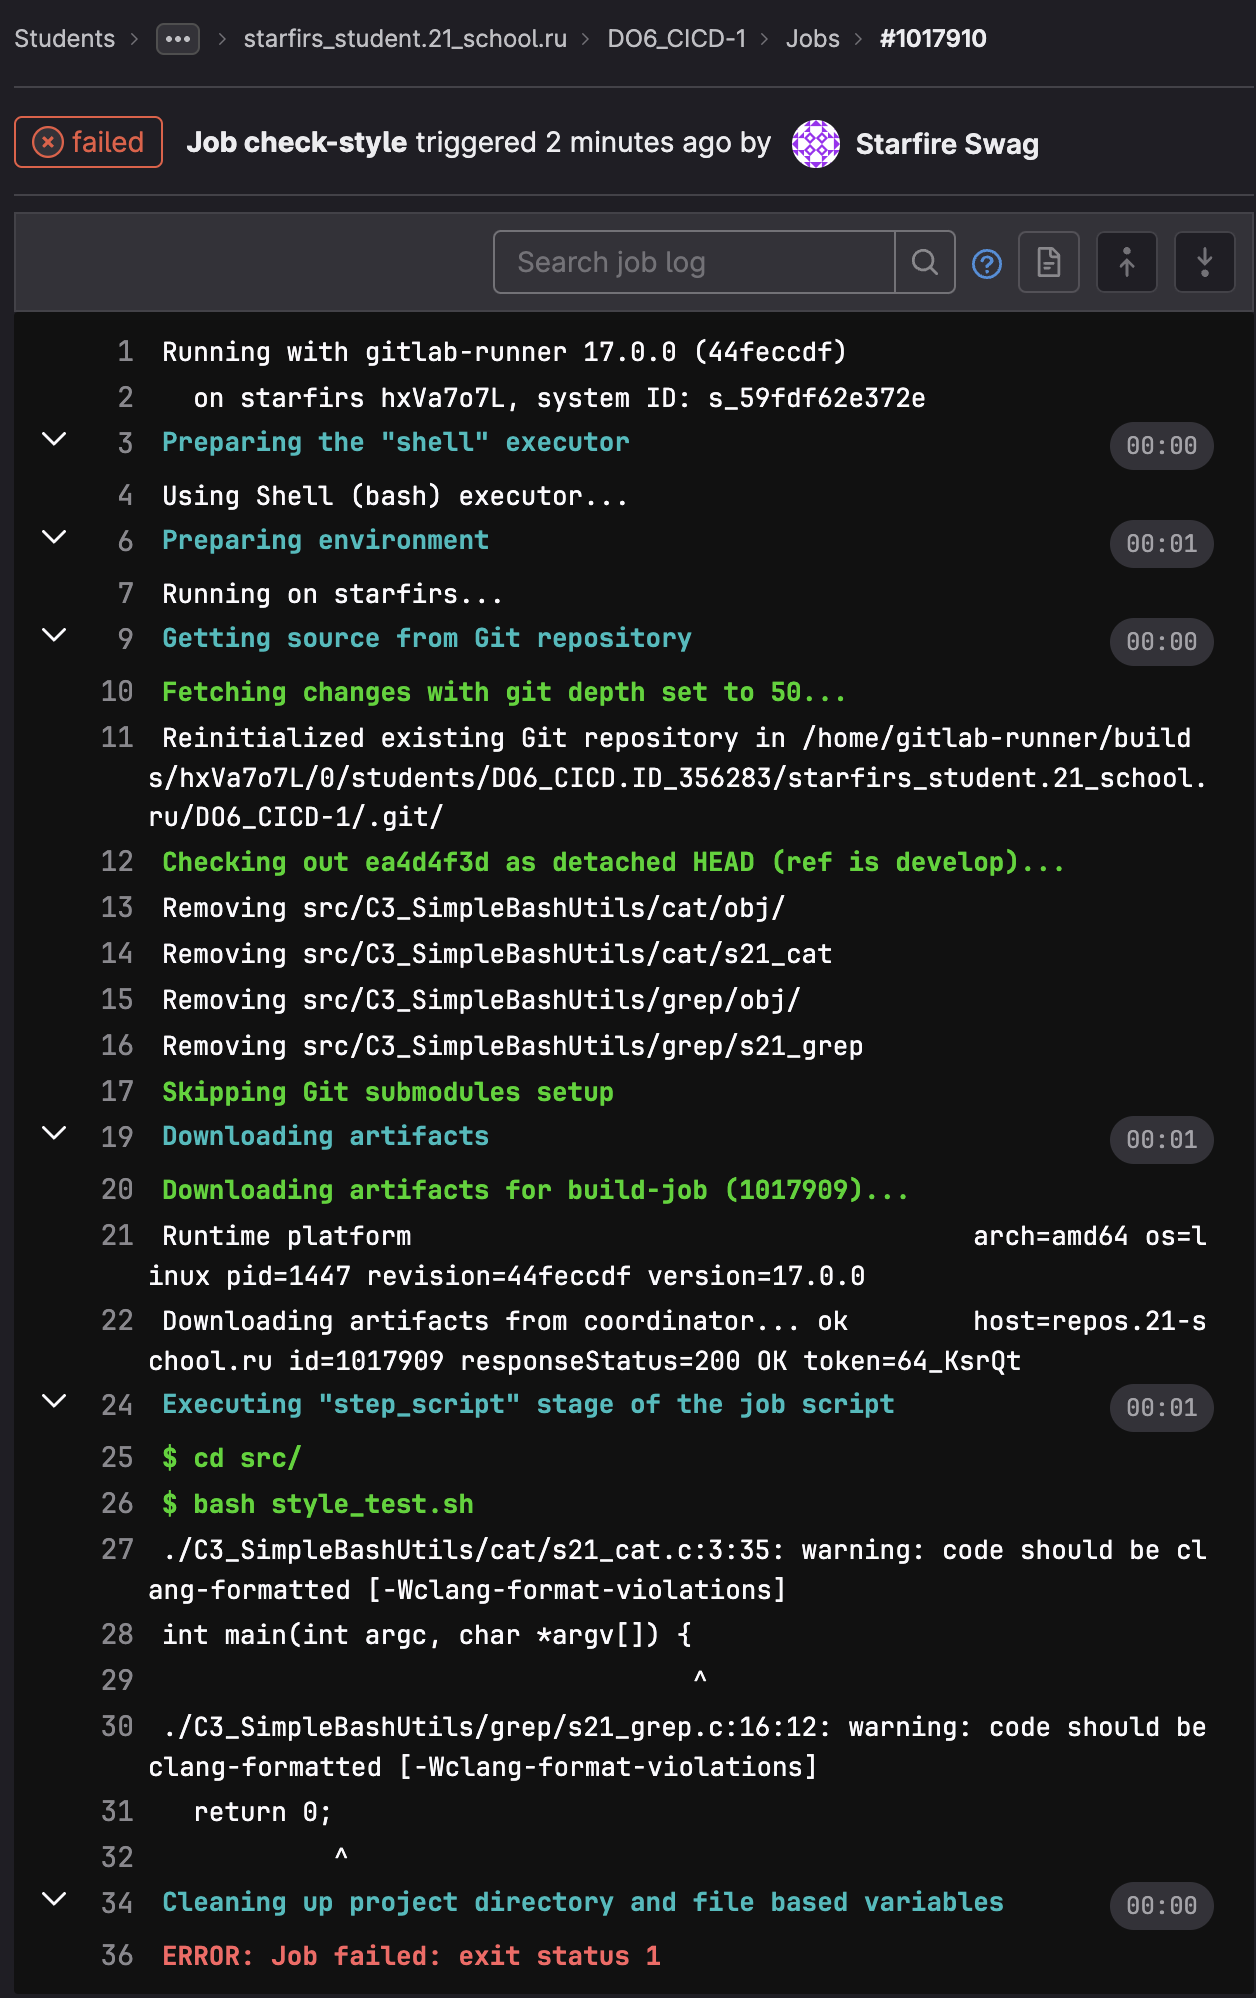 Students > ... > starfirs_student.21_school.ru > DO6_CICD-1 > Jobs > #1017910
failed Job check-style triggered 2 minutes ago by Starfire Swag
Search job log
1 Running with gitlab-runner 17.0.0 (44feccdf)
2 on starfirs hxVa7o7L, system ID: s_59fdf62e372e
3 Preparing the "shell" executor 00:00
4 Using Shell (bash) executor...
6 Preparing environment 00:01
7 Running on starfirs...
9 Getting source from Git repository 00:00
10 Fetching changes with git depth set to 50...
11 Reinitialized existing Git repository in /home/gitlab-runner/build
s/hxVa7o7L/0/students/DO6_CICD.ID_356283/starfirs_student.21_school.
ru/DO6_CICD-1/.git/
12 Checking out ea4d4f3d as detached HEAD (ref is develop)...
13 Removing src/C3_SimpleBashUtils/cat/obj/
14 Removing src/C3_SimpleBashUtils/cat/s21_cat
15 Removing src/C3_SimpleBashUtils/grep/obj/
16 Removing src/C3_SimpleBashUtils/grep/s21_grep
17 Skipping Git submodules setup
19 Downloading artifacts 00:01
20 Downloading artifacts for build-job (1017909)...
21 Runtime platform arch=amd64 os=l
inux pid=1447 revision=44feccdf version=17.0.0
22 Downloading artifacts from coordinator... ok host=repos.21-s
chool.ru id=1017909 responseStatus=200 OK token=64_KsrQt
24 Executing "step_script" stage of the job script 00:01
25 $ cd src/
26 $ bash style_test.sh
27 ./C3_SimpleBashUtils/cat/s21_cat.c:3:35: warning: code should be cl
ang-formatted [-Wclang-format-violations]
28 int main(int argc, char *argv[]) {
29 ^
30 ./C3_SimpleBashUtils/grep/s21_grep.c:16:12: warning: code should be
clang-formatted [-Wclang-format-violations]
31 return 0;
32 ^
34 Cleaning up project directory and file based variables 00:00
36 ERROR: Job failed: exit status 1